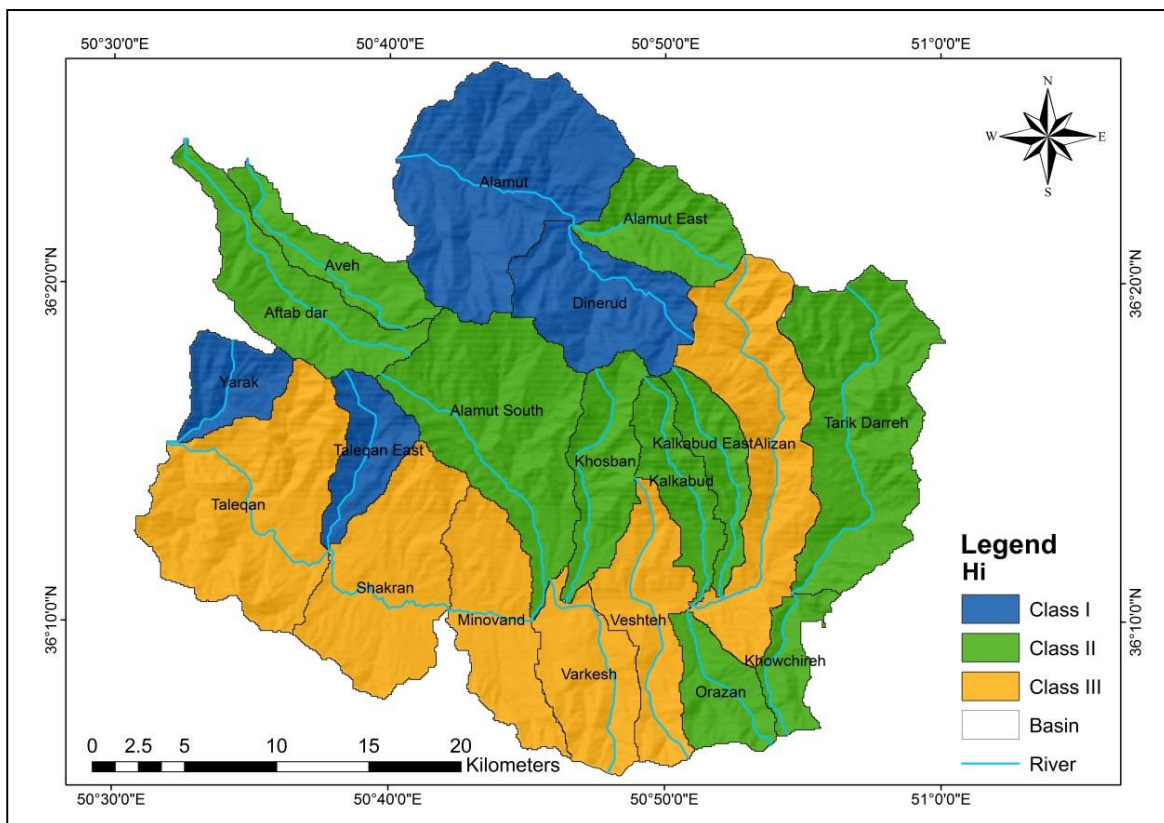 50°30'0"E 50°40'0"E 50°50'0"E 51°0'0"E
N
W E
S
36°20'0"N
36°10'0"N
36°20'0"N
36°10'0"N
Alamut
Alamut East
Aveh
Dinerud
Aftab dar
Yarak
Alamut South
Tarik Darreh
Taleqan East
Kalkabud East
Alizan
Khosban
Kalkabud
Taleqan
Shakran
Minovand
Veshteh
Khowchireh
Varkesh
Orazan
Legend
Hi
Class I
Class II
Class III
Basin
River
0 2.5 5 10 15 20
Kilometers
50°30'0"E 50°40'0"E 50°50'0"E 51°0'0"E